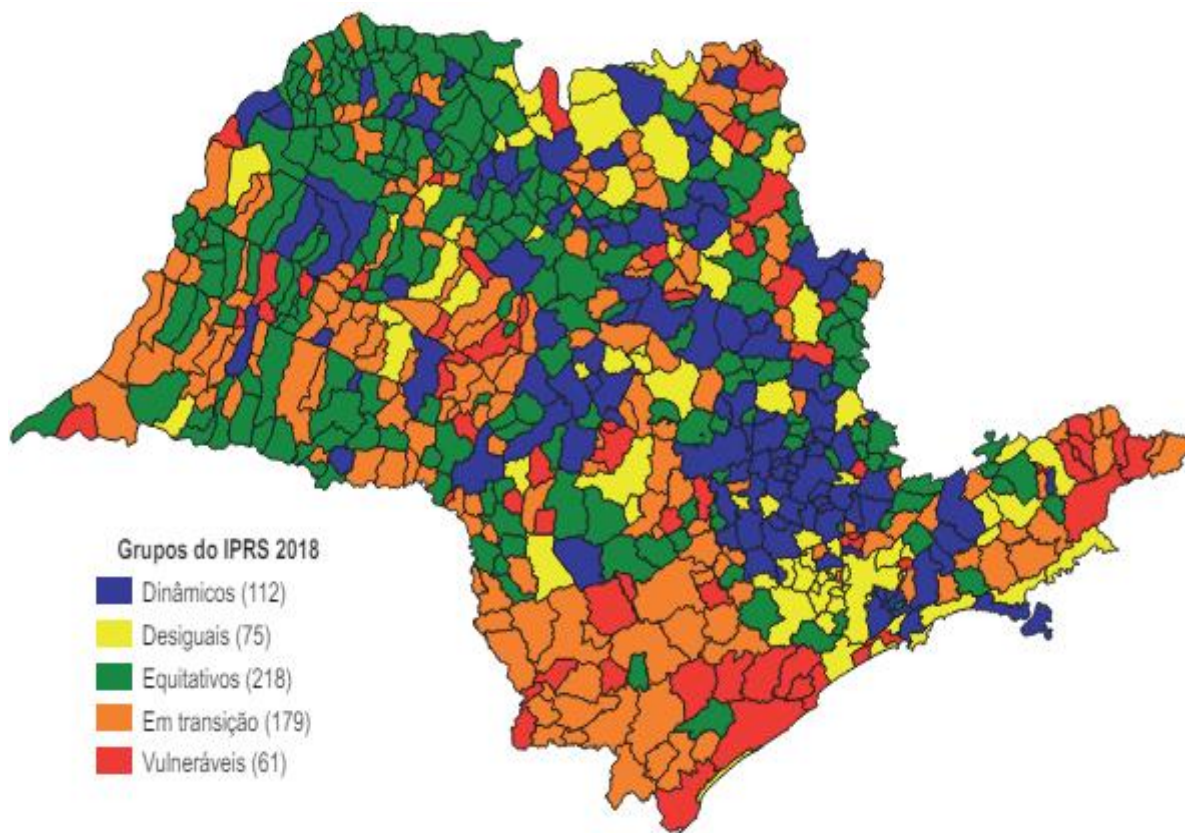 Grupos do IPRS 2018
Dinâmicos (112)
Desiguais (75)
Equitativos (218)
Em transição (179)
Vulneráveis (61)